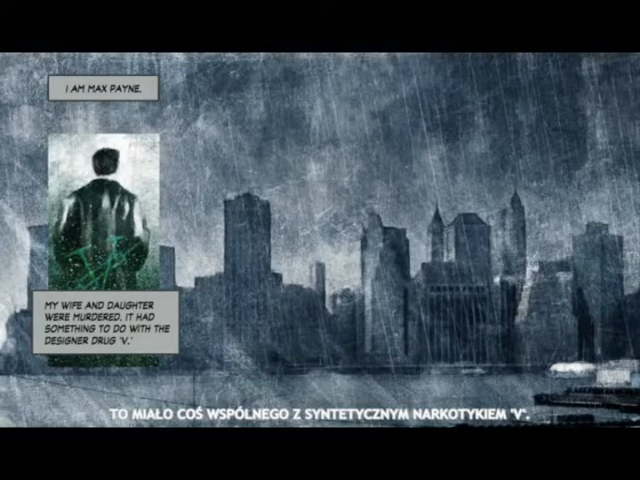 I AM MAX PAYNE.
MY WIFE AND DAUGHTER
WERE MURDERED. IT HAD
SOMETHING TO DO WITH THE
DESIGNER DRUG 'V.'
TO MIAŁO COŚ WSPÓLNEGO Z SYNTETYCZNYM NARKOTYKIEM "V".